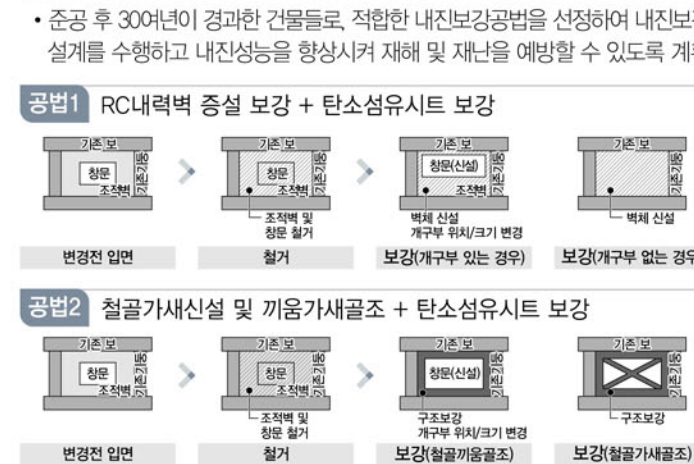 • 준공 후 30여년이 경과한 건물들로, 적합한 내진보강공법을 선정하여 내진보
설계를 수행하고 내진성능을 향상시켜 재해 및 재난을 예방할 수 있도록 계
공법1 RC내력벽 증설 보강 + 탄소섬유시트 보강
기존 보 기존 보 기존 보 기존 보
창문 창문 창문(신설)
조적벽 조적벽 조적벽
기존기둥 기존기둥 기존기둥 기존기둥
조적벽 및 벽체 신설 벽체 신설
창문 철거 개구부 위치/크기 변경
변경전 입면 철거 보강(개구부 있는 경우) 보강(개구부 없는 경우
공법2 철골가새신설 및 끼움가새골조 + 탄소섬유시트 보강
기존 보 기존 보 기존 보 기존 보
창문 창문 창문(신설)
조적벽 조적벽
기존기둥 기존기둥 기존기둥 기존기둥
조적벽 및 구조보강 구조보강
창문 철거 개구부 위치/크기 변경
변경전 입면 철거 보강(철골끼움골조) 보강(철골가새골조)